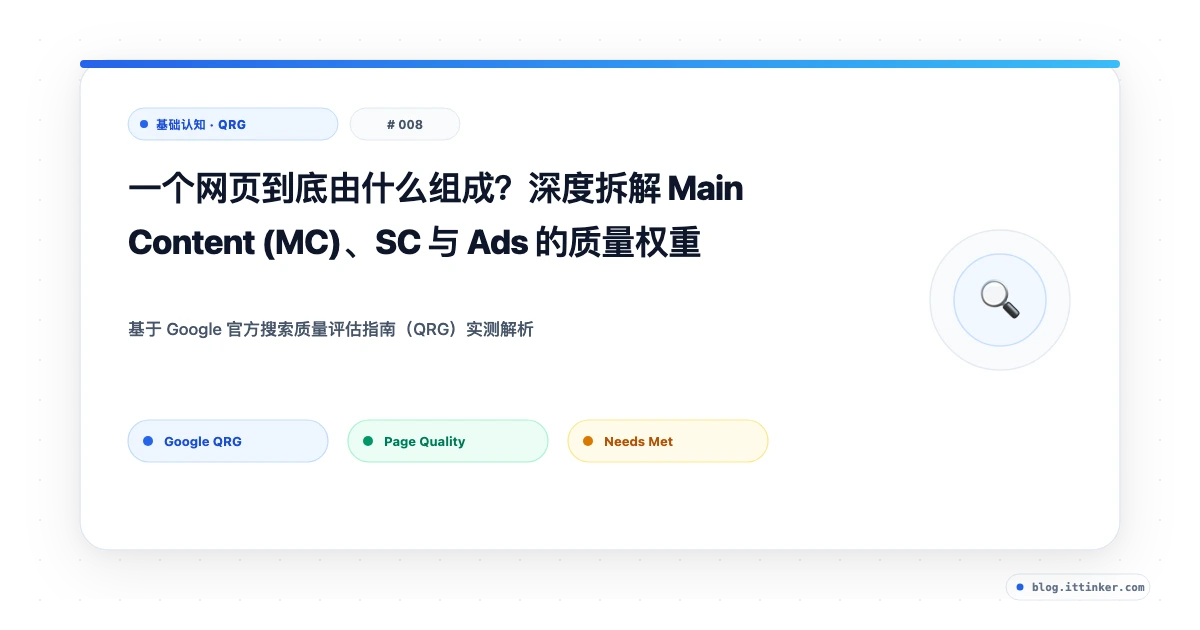 基础认知 · QRG
# 008
一个网页到底由什么组成？深度拆解 Main
Content (MC)、SC 与 Ads 的质量权重
基于 Google 官方搜索质量评估指南（QRG）实测解析
Google QRG
Page Quality
Needs Met
blog.ittinker.com